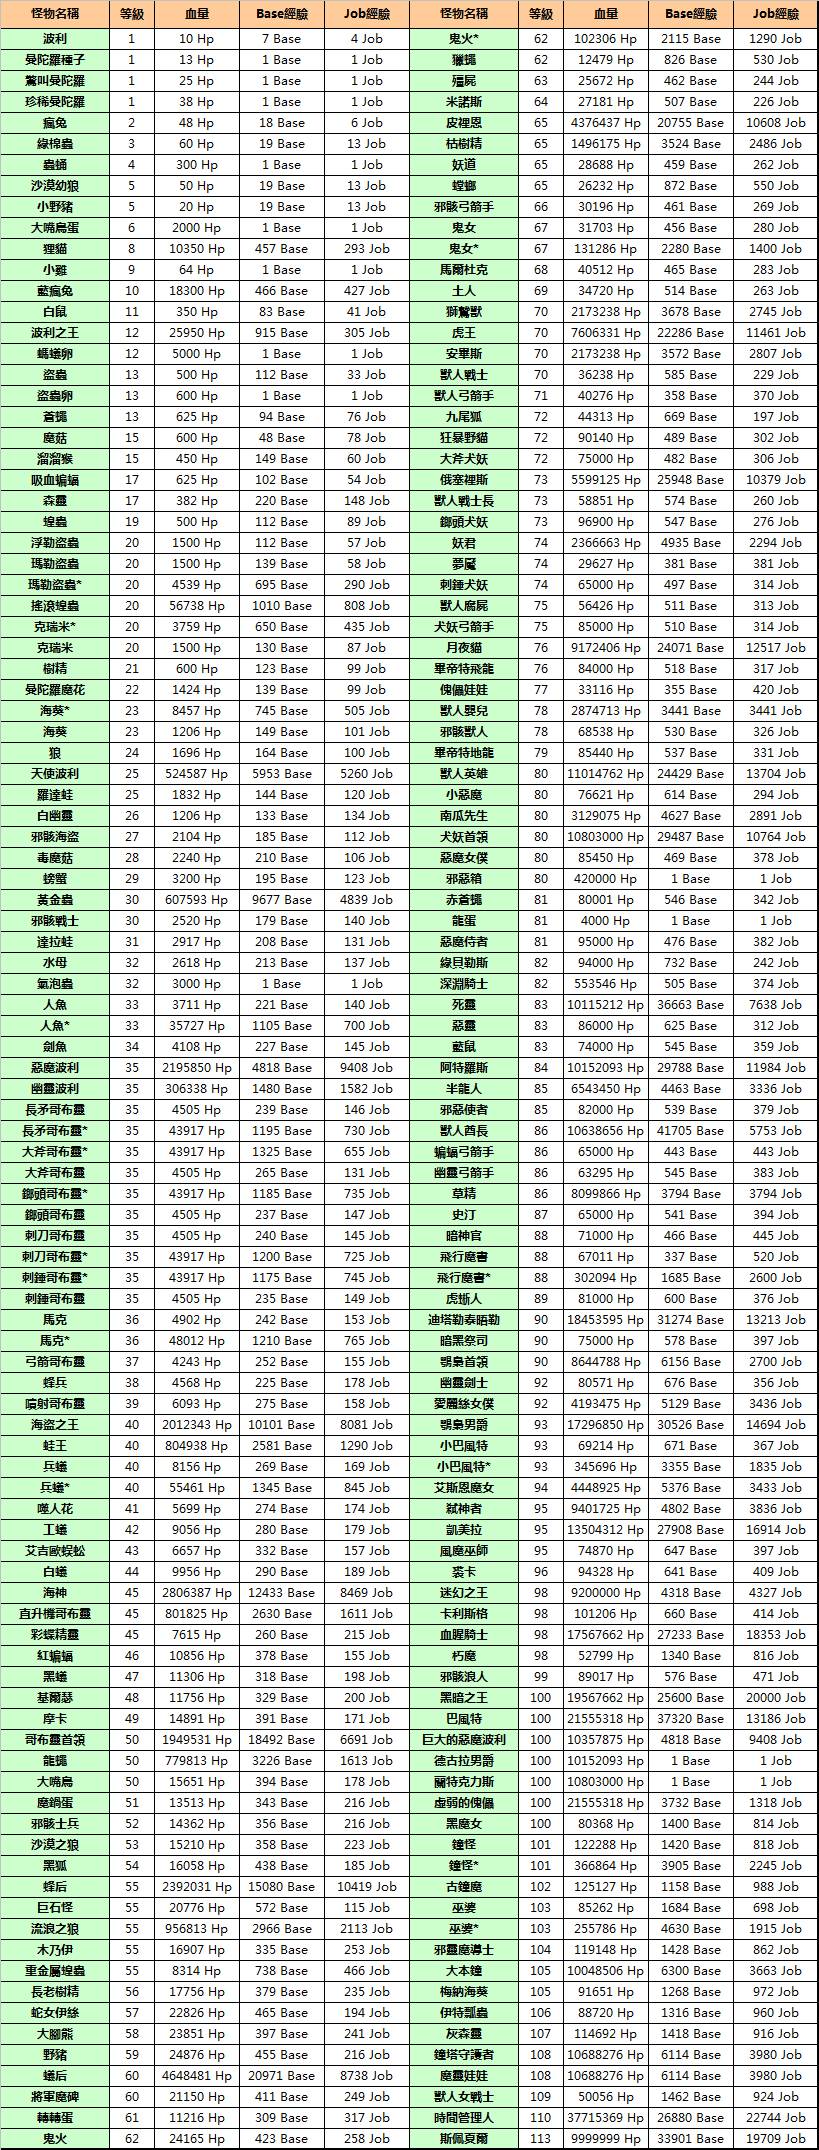 怪物名稱 等級 血量 Base經驗 Job經驗 怪物名稱 等級 血量 Base經驗 Job經驗
波利 1 10 Hp 7 Base 4 Job 鬼火* 62 102306 Hp 2115 Base 1290 Job
曼陀羅種子 1 13 Hp 1 Base 1 Job 獵蠅 62 12479 Hp 826 Base 530 Job
驚叫曼陀羅 1 25 Hp 1 Base 1 Job 殭屍 63 25672 Hp 462 Base 244 Job
珍稀曼陀羅 1 38 Hp 1 Base 1 Job 米諾斯 64 27181 Hp 507 Base 226 Job
瘋兔 2 48 Hp 18 Base 6 Job 皮裡恩 65 4376437 Hp 20755 Base 10608 Job
綠棉蟲 3 60 Hp 19 Base 13 Job 枯樹精 65 1496175 Hp 3524 Base 2486 Job
蟲蛹 4 300 Hp 1 Base 1 Job 妖道 65 28688 Hp 459 Base 262 Job
沙漠幼狼 5 50 Hp 19 Base 13 Job 螳螂 65 26232 Hp 872 Base 550 Job
小野豬 5 20 Hp 19 Base 13 Job 邪骸弓箭手 66 30196 Hp 461 Base 269 Job
大嘴鳥蛋 6 2000 Hp 1 Base 1 Job 鬼女 67 31703 Hp 456 Base 280 Job
狸貓 8 10350 Hp 457 Base 293 Job 鬼女* 67 131286 Hp 2280 Base 1400 Job
小雞 9 64 Hp 1 Base 1 Job 馬爾杜克 68 40512 Hp 465 Base 283 Job
藍瘋兔 10 18300 Hp 466 Base 427 Job 土人 69 34720 Hp 514 Base 263 Job
白鼠 11 350 Hp 83 Base 41 Job 獅鷲獸 70 2173238 Hp 3678 Base 2745 Job
波利之王 12 25950 Hp 915 Base 305 Job 虎王 70 7606331 Hp 22286 Base 11461 Job
螞蟻卵 12 5000 Hp 1 Base 1 Job 安畢斯 70 2173238 Hp 3572 Base 2807 Job
盜蟲 13 500 Hp 112 Base 33 Job 獸人戰士 70 36238 Hp 585 Base 229 Job
盜蟲卵 13 600 Hp 1 Base 1 Job 獸人弓箭手 71 40276 Hp 358 Base 370 Job
蒼蠅 13 625 Hp 94 Base 76 Job 九尾狐 72 44313 Hp 669 Base 197 Job
魔菇 15 600 Hp 48 Base 78 Job 狂暴野貓 72 90140 Hp 489 Base 302 Job
溜溜猴 15 450 Hp 149 Base 60 Job 大斧犬妖 72 75000 Hp 482 Base 306 Job
吸血蝙蝠 17 625 Hp 102 Base 54 Job 俄塞裡斯 73 5599125 Hp 25948 Base 10379 Job
森靈 17 382 Hp 220 Base 148 Job 獸人戰士長 73 58851 Hp 574 Base 260 Job
蝗蟲 19 500 Hp 112 Base 89 Job 鎯頭犬妖 73 96900 Hp 547 Base 276 Job
浮勒盜蟲 20 1500 Hp 112 Base 57 Job 妖君 74 2366663 Hp 4935 Base 2294 Job
瑪勒盜蟲 20 1500 Hp 139 Base 58 Job 夢魘 74 29627 Hp 381 Base 381 Job
瑪勒盜蟲* 20 4539 Hp 695 Base 290 Job 刺錘犬妖 74 65000 Hp 497 Base 314 Job
搖滾蝗蟲 20 56738 Hp 1010 Base 808 Job 獸人腐屍 75 56426 Hp 511 Base 313 Job
克瑞米* 20 3759 Hp 650 Base 435 Job 犬妖弓箭手 75 85000 Hp 510 Base 314 Job
克瑞米 20 1500 Hp 130 Base 87 Job 月夜貓 76 9172406 Hp 24071 Base 12517 Job
樹精 21 600 Hp 123 Base 99 Job 畢帝特飛龍 76 84000 Hp 518 Base 317 Job
曼陀羅魔花 22 1424 Hp 139 Base 99 Job 傀儡娃娃 77 33116 Hp 355 Base 420 Job
海葵* 23 8457 Hp 745 Base 505 Job 獸人嬰兒 78 2874713 Hp 3441 Base 3441 Job
海葵 23 1206 Hp 149 Base 101 Job 邪骸獸人 78 68538 Hp 530 Base 326 Job
狼 24 1696 Hp 164 Base 100 Job 畢帝特地龍 79 85440 Hp 537 Base 331 Job
天使波利 25 524587 Hp 5953 Base 5260 Job 獸人英雄 80 11014762 Hp 24429 Base 13704 Job
羅達蛙 25 1832 Hp 144 Base 120 Job 小惡魔 80 76621 Hp 614 Base 294 Job
白幽靈 26 1206 Hp 133 Base 134 Job 南瓜先生 80 3129075 Hp 4627 Base 2891 Job
邪骸海盜 27 2104 Hp 185 Base 112 Job 犬妖首領 80 10803000 Hp 29487 Base 10764 Job
毒魔菇 28 2240 Hp 210 Base 106 Job 惡魔女僕 80 85450 Hp 469 Base 378 Job
螃蟹 29 3200 Hp 195 Base 123 Job 邪惡箱 80 420000 Hp 1 Base 1 Job
黃金蟲 30 607593 Hp 9677 Base 4839 Job 赤蒼蠅 81 80001 Hp 546 Base 342 Job
邪骸戰士 30 2520 Hp 179 Base 140 Job 龍蛋 81 4000 Hp 1 Base 1 Job
達拉蛙 31 2917 Hp 208 Base 131 Job 惡魔侍者 81 95000 Hp 476 Base 382 Job
水母 32 2618 Hp 213 Base 137 Job 綠貝勒斯 82 94000 Hp 732 Base 242 Job
氣泡蟲 32 3000 Hp 1 Base 1 Job 深淵騎士 82 553546 Hp 505 Base 374 Job
人魚 33 3711 Hp 221 Base 140 Job 死靈 83 10115212 Hp 36663 Base 7638 Job
人魚* 33 35727 Hp 1105 Base 700 Job 惡靈 83 86000 Hp 625 Base 312 Job
劍魚 34 4108 Hp 227 Base 145 Job 藍鼠 83 74000 Hp 545 Base 359 Job
惡魔波利 35 2195850 Hp 4818 Base 9408 Job 阿特羅斯 84 10152093 Hp 29788 Base 11984 Job
幽靈波利 35 306338 Hp 1480 Base 1582 Job 半龍人 85 6543450 Hp 4463 Base 3336 Job
長矛哥布靈 35 4505 Hp 239 Base 146 Job 邪惡使者 85 82000 Hp 539 Base 379 Job
長矛哥布靈* 35 43917 Hp 1195 Base 730 Job 獸人酋長 86 10638656 Hp 41705 Base 5753 Job
大斧哥布靈* 35 43917 Hp 1325 Base 655 Job 蝙蝠弓箭手 86 65000 Hp 443 Base 443 Job
大斧哥布靈 35 4505 Hp 265 Base 131 Job 幽靈弓箭手 86 63295 Hp 545 Base 383 Job
鎯頭哥布靈* 35 43917 Hp 1185 Base 735 Job 草精 86 8099866 Hp 3794 Base 3794 Job
鎯頭哥布靈 35 4505 Hp 237 Base 147 Job 史汀 87 65000 Hp 541 Base 394 Job
刺刀哥布靈 35 4505 Hp 240 Base 145 Job 暗神官 88 71000 Hp 466 Base 445 Job
刺刀哥布靈* 35 43917 Hp 1200 Base 725 Job 飛行魔書 88 67011 Hp 337 Base 520 Job
刺錘哥布靈* 35 43917 Hp 1175 Base 745 Job 飛行魔書* 88 302094 Hp 1685 Base 2600 Job
刺錘哥布靈 35 4505 Hp 235 Base 149 Job 虎蜥人 89 81000 Hp 600 Base 376 Job
馬克 36 4902 Hp 242 Base 153 Job 迪塔勒泰晤勒 90 18453595 Hp 31274 Base 13213 Job
馬克* 36 48012 Hp 1210 Base 765 Job 暗黑祭司 90 75000 Hp 578 Base 397 Job
弓箭哥布靈 37 4243 Hp 252 Base 155 Job 鴞梟首領 90 8644788 Hp 6156 Base 2700 Job
蜂兵 38 4568 Hp 225 Base 178 Job 幽靈劍士 92 80571 Hp 676 Base 356 Job
噴射哥布靈 39 6093 Hp 275 Base 158 Job 愛麗絲女僕 92 4193475 Hp 5129 Base 3436 Job
海盜之王 40 2012343 Hp 10101 Base 8081 Job 鴞梟男爵 93 17296850 Hp 30526 Base 14694 Job
蛙王 40 804938 Hp 2581 Base 1290 Job 小巴風特 93 69214 Hp 671 Base 367 Job
兵蟻 40 8156 Hp 269 Base 169 Job 小巴風特* 93 345696 Hp 3355 Base 1835 Job
兵蟻* 40 55461 Hp 1345 Base 845 Job 艾斯恩魔女 94 4448925 Hp 5376 Base 3433 Job
噬人花 41 5699 Hp 274 Base 174 Job 弒神者 95 9401725 Hp 4802 Base 3836 Job
工蟻 42 9056 Hp 280 Base 179 Job 凱美拉 95 13504312 Hp 27908 Base 16914 Job
艾吉歐蜈蚣 43 6657 Hp 332 Base 157 Job 風魔巫師 95 74870 Hp 647 Base 397 Job
白蟻 44 9956 Hp 290 Base 189 Job 裘卡 96 94328 Hp 641 Base 409 Job
海神 45 2806387 Hp 12433 Base 8469 Job 迷幻之王 98 9200000 Hp 4318 Base 4327 Job
直升機哥布靈 45 801825 Hp 2630 Base 1611 Job 卡利斯格 98 101206 Hp 660 Base 414 Job
彩蝶精靈 45 7615 Hp 260 Base 215 Job 血腥騎士 98 17567662 Hp 27233 Base 18353 Job
紅蝙蝠 46 10856 Hp 378 Base 155 Job 朽魔 98 52799 Hp 1340 Base 816 Job
黑蟻 47 11306 Hp 318 Base 198 Job 邪骸浪人 99 89017 Hp 576 Base 471 Job
基爾瑟 48 11756 Hp 329 Base 200 Job 黑暗之王 100 19567662 Hp 25600 Base 20000 Job
摩卡 49 14891 Hp 391 Base 171 Job 巴風特 100 21555318 Hp 37320 Base 13186 Job
哥布靈首領 50 1949531 Hp 18492 Base 6691 Job 巨大的惡魔波利 100 10357875 Hp 4818 Base 9408 Job
龍蠅 50 779813 Hp 3226 Base 1613 Job 德古拉男爵 100 10152093 Hp 1 Base 1 Job
大嘴鳥 50 15651 Hp 394 Base 178 Job 關特克力斯 100 10803000 Hp 1 Base 1 Job
魔鍋蛋 51 13513 Hp 343 Base 216 Job 虛弱的傀儡 100 21555318 Hp 3732 Base 1318 Job
邪骸士兵 52 14362 Hp 356 Base 216 Job 黑魔女 100 80368 Hp 1400 Base 814 Job
沙漠之狼 53 15210 Hp 358 Base 223 Job 鐘怪 101 122288 Hp 1420 Base 818 Job
黑狐 54 16058 Hp 438 Base 185 Job 鐘怪* 101 366864 Hp 3905 Base 2245 Job
蜂后 55 2392031 Hp 15080 Base 10419 Job 古鐘魔 102 125127 Hp 1158 Base 988 Job
巨石怪 55 20776 Hp 572 Base 115 Job 巫婆 103 85262 Hp 1684 Base 698 Job
流浪之狼 55 956813 Hp 2966 Base 2113 Job 巫婆* 103 255786 Hp 4630 Base 1915 Job
木乃伊 55 16907 Hp 335 Base 253 Job 邪靈魔導士 104 119148 Hp 1428 Base 862 Job
重金屬蝗蟲 55 8314 Hp 738 Base 466 Job 大本鐘 105 10048506 Hp 6300 Base 3663 Job
長老樹精 56 17756 Hp 379 Base 235 Job 梅納海葵 105 91651 Hp 1268 Base 972 Job
蛇女伊絲 57 22826 Hp 465 Base 194 Job 伊特瓢蟲 106 88720 Hp 1316 Base 960 Job
大腳熊 58 23851 Hp 397 Base 241 Job 灰森靈 107 114692 Hp 1418 Base 916 Job
野豬 59 24876 Hp 455 Base 216 Job 鐘塔守護者 108 10688276 Hp 6114 Base 3980 Job
蟻后 60 4648481 Hp 20971 Base 8738 Job 魔靈娃娃 108 10688276 Hp 6114 Base 3980 Job
將軍魔碑 60 21150 Hp 411 Base 249 Job 獸人女戰士 109 50056 Hp 1462 Base 924 Job
轉轉蛋 61 11216 Hp 309 Base 317 Job 時間管理人 110 37715369 Hp 26880 Base 22744 Job
鬼火 62 24165 Hp 423 Base 258 Job 斯佩夏爾 113 9999999 Hp 33901 Base 19709 Job